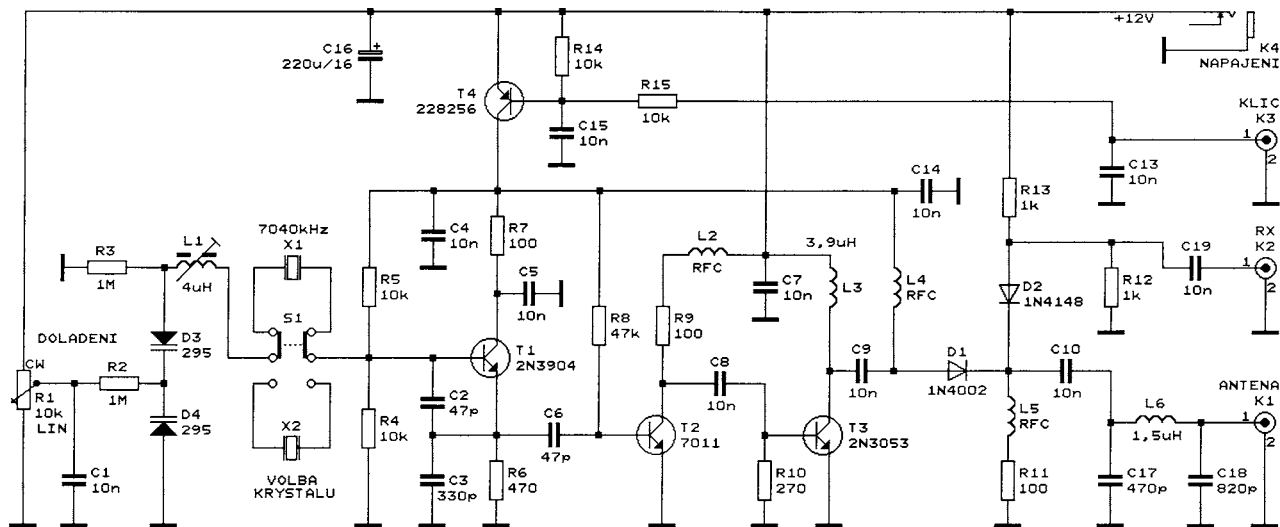 +12V
K4
NAPAJENI
C16
220u/16
+
R14
10k
T4
228256
R15
10k
C15
10n
KLIC
K3
1
2
C13
10n
C14
10n
R13
1k
7040kHz
X1
R3
1M
L1
4uH
C4
10n
R7
100
L2
RFC
3,9uH
RX
K2
1
2
C19
10n
R5
10k
C5
10n
R8
47k
C7
10n
L3
L4
RFC
D2
1N4148
R12
1k
S1
DOLADENI
D3
295
R9
100
CW
R1
10k
LIN
R2
1M
T1
2N3904
C8
10n
C9
10n
D1
1N4002
C10
10n
ANTENA
K1
1
2
D4
295
X2
R4
10k
C2
47p
C6
47p
T2
7011
T3
2N3053
L5
RFC
L6
1,5uH
C1
10n
VOLBA
KRYSTALU
C3
330p
R6
470
R10
270
R11
100
C17
470p
C18
820p